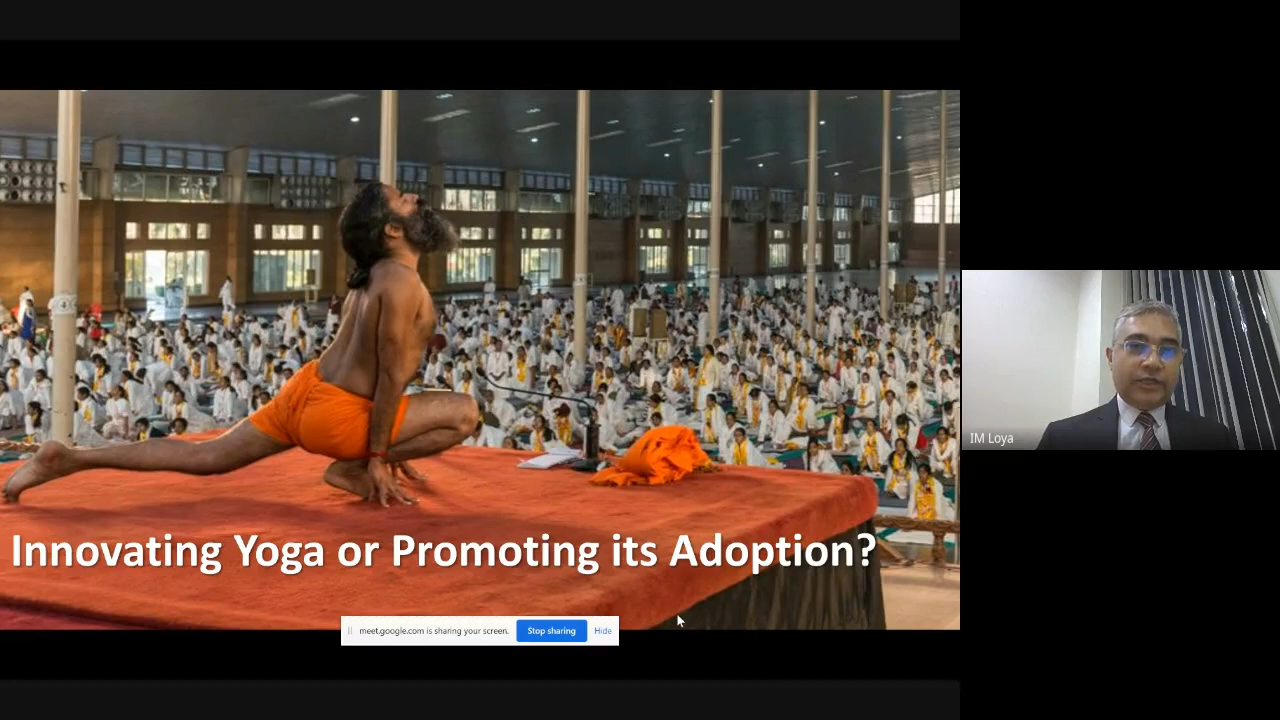 Innovating Yoga or Promoting its Adoption?
meet.google.com is sharing your screen.
Stop sharing
Hide
IM Loya